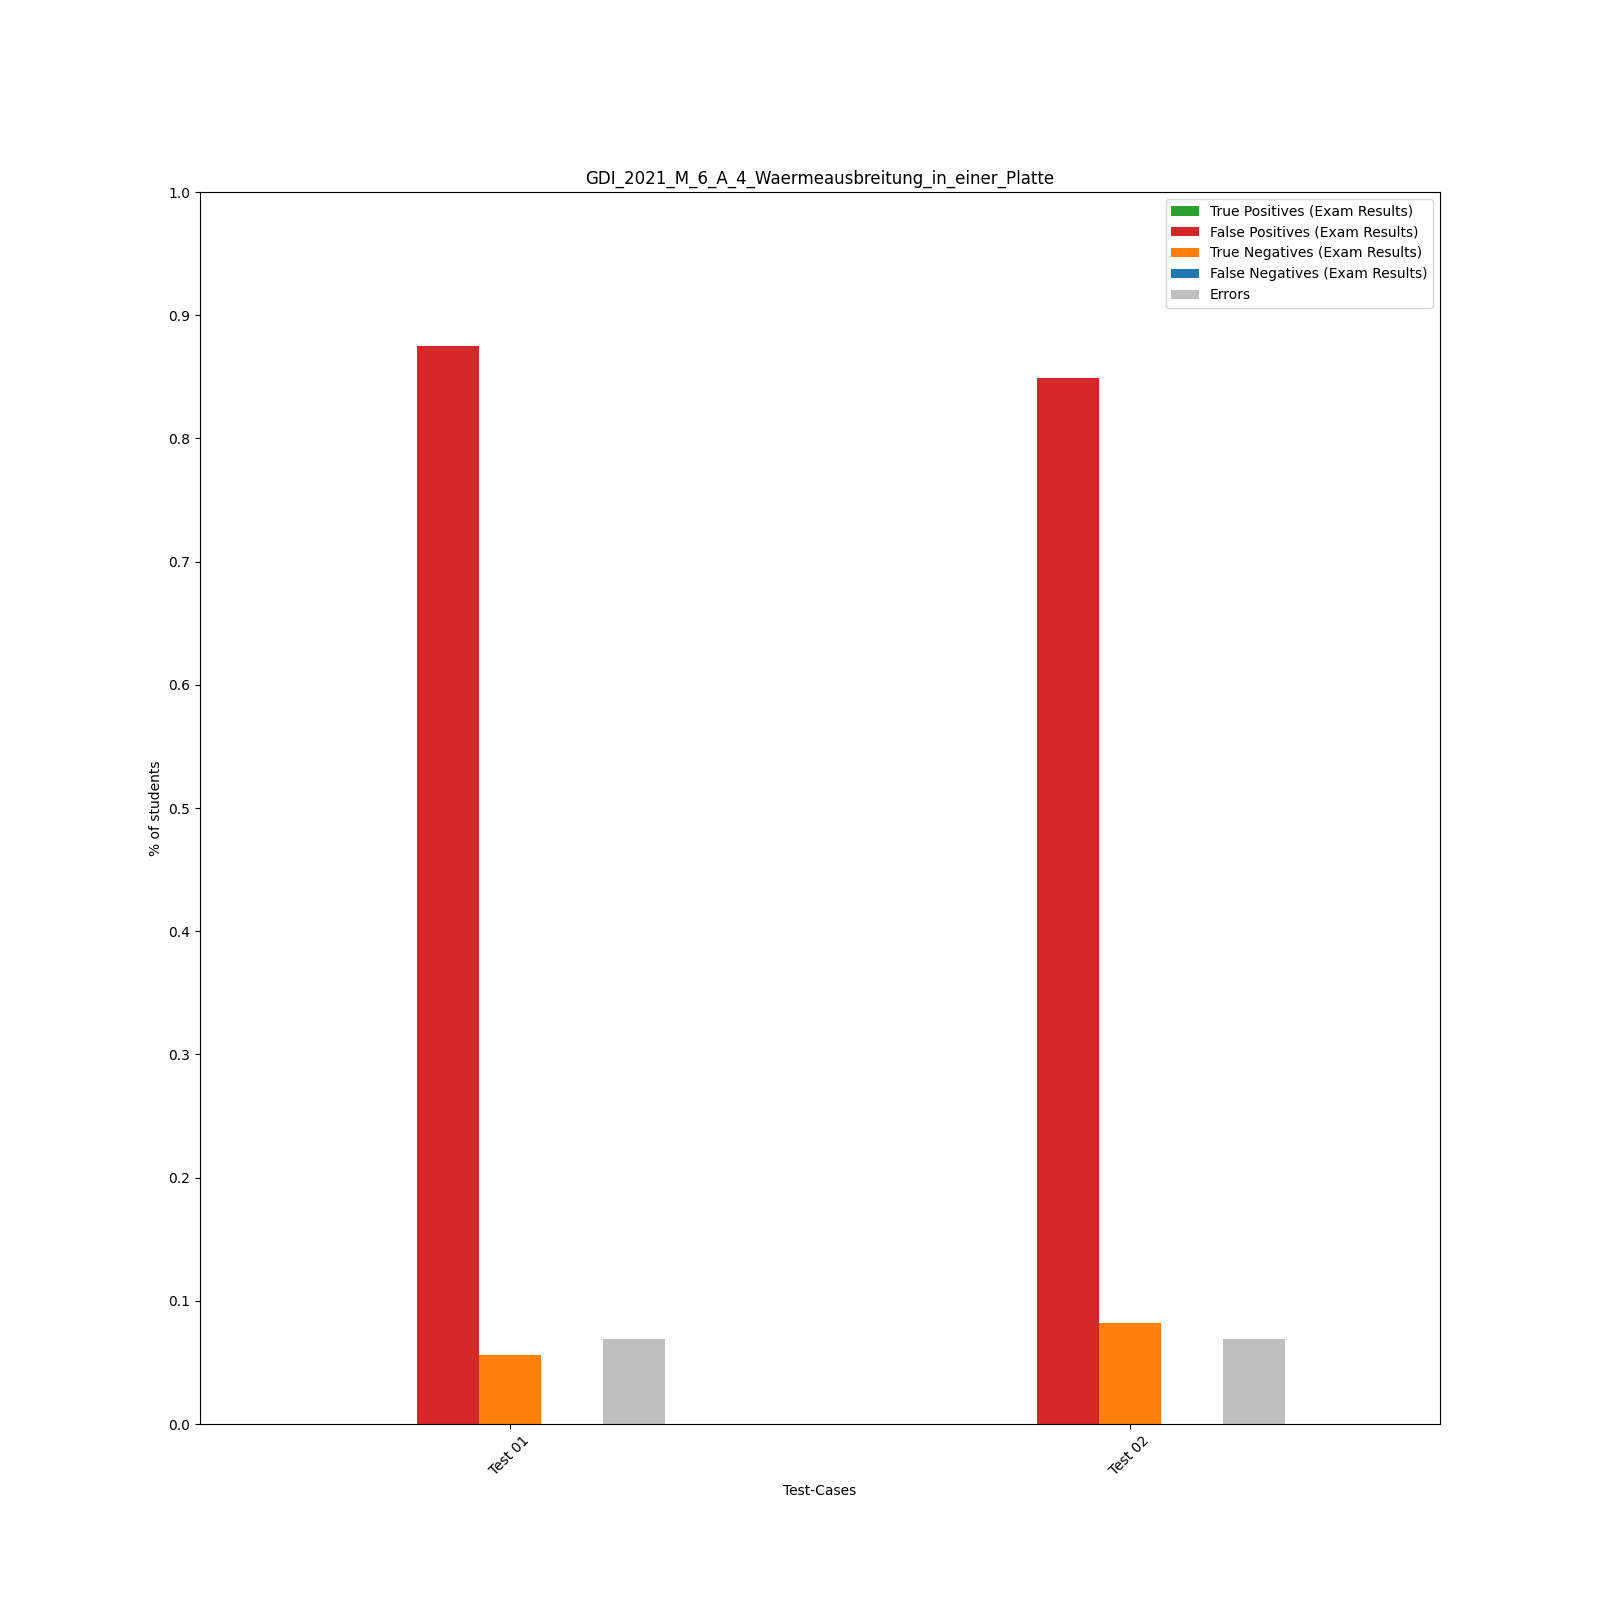 GDI_2021_M_6_A_4_Waermeausbreitung_in_einer_Platte
True Positives (Exam Results)
False Positives (Exam Results)
True Negatives (Exam Results)
False Negatives (Exam Results)
Errors
% of students
1.0
0.9
0.8
0.7
0.6
0.5
0.4
0.3
0.2
0.1
0.0
Test 01
Test 02
Test-Cases